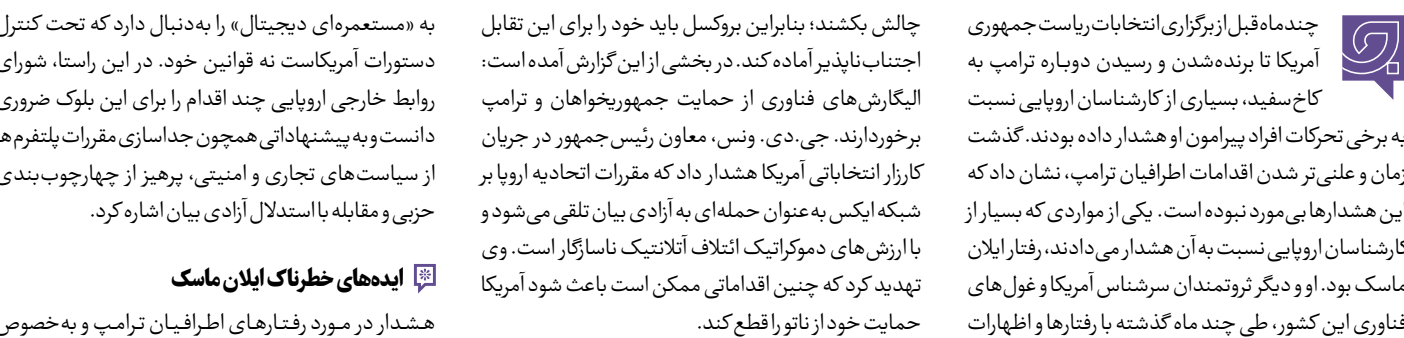 چندماه‌قبل‌ازبرگزاری‌انتخابات‌ریاست‌جمهوری
آمریکا تا برنده‌شدن و رسیدن دوباره ترامپ به
کاخ‌سفید، بسیاری از کارشناسان اروپایی نسبت
به برخی تحرکات افراد پیرامون او هشدار داده بودند. گذشت
زمان و علنی‌تر شدن اقدامات اطرافیان ترامپ، نشان داد که
این هشدارها بی‌مورد نبوده است. یکی از مواردی که بسیار از
کارشناسان اروپایی نسبت به آن هشدار می‌دادند، رفتار ایلان
ماسک بود. او و دیگر ثروتمندان سرشناس آمریکا و غول‌های
فناوری این کشور، طی چند ماه گذشته با رفتارها و اظهارات
چالش بکشند؛ بنابراین بروکسل باید خود را برای این تقابل
اجتناب‌ناپذیر آماده کند. در بخشی از این گزارش آمده است:
الیگارش‌های فناوری از حمایت جمهوریخواهان و ترامپ
برخوردارند. جی.دی. ونس، معاون رئیس‌جمهور در جریان
کارزار انتخاباتی آمریکا هشدار داد که مقررات اتحادیه اروپا بر
شبکه ایکس به‌عنوان حمله‌ای به آزادی بیان تلقی می‌شود و
با ارزش‌های دموکراتیک ائتلاف آتلانتیک ناسازگار است. وی
تهدید کرد که چنین اقداماتی ممکن است باعث شود آمریکا
حمایت خود از ناتو را قطع کند.
به «مستعمره‌ای دیجیتال» را به‌دنبال دارد که تحت کنترل
دستورات آمریکاست نه قوانین خود. در این راستا، شورای
روابط خارجی اروپایی چند اقدام را برای این بلوک ضروری
دانست و به پیشنهاداتی همچون جداسازی مقررات پلتفرم‌ها
از سیاست‌های تجاری و امنیتی، پرهیز از چهارچوب‌بندی
حزبی و مقابله با استدلال آزادی بیان اشاره کرد.
ایده‌های خطرناک ایلان ماسک
هشدار در مورد رفتارهای اطرافیان ترامپ و به‌خصوص